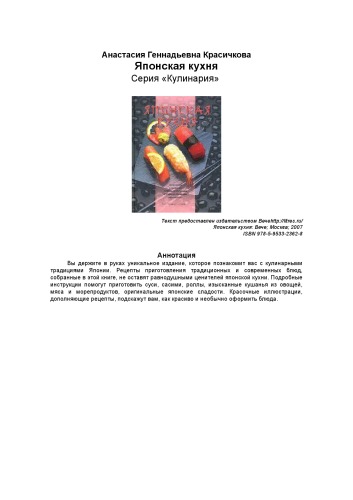 Анастасия Геннадьевна Красичкова
Японская кухня
Серия «Кулинария»
ЯПОНСКАЯ
Текст предоставлен издательством Вечеhttp://litres.ru/
Японская кухня: Вече; Москва; 2007
ISBN 978-5-9533-2362-8
Аннотация
Вы держите в руках уникальное издание, которое познакомит вас с кулинарными
традициями Японии. Рецепты приготовления традиционных и современных блюд,
собранные в этой книге, не оставят равнодушными ценителей японской кухни. Подробные
инструкции помогут приготовить суси, сасими, роллы, изысканные кушанья из овощей,
мяса и морепродуктов, оригинальные японские сладости. Красочные иллюстрации,
дополняющие рецепты, подскажут вам, как красиво и необычно оформить блюда.